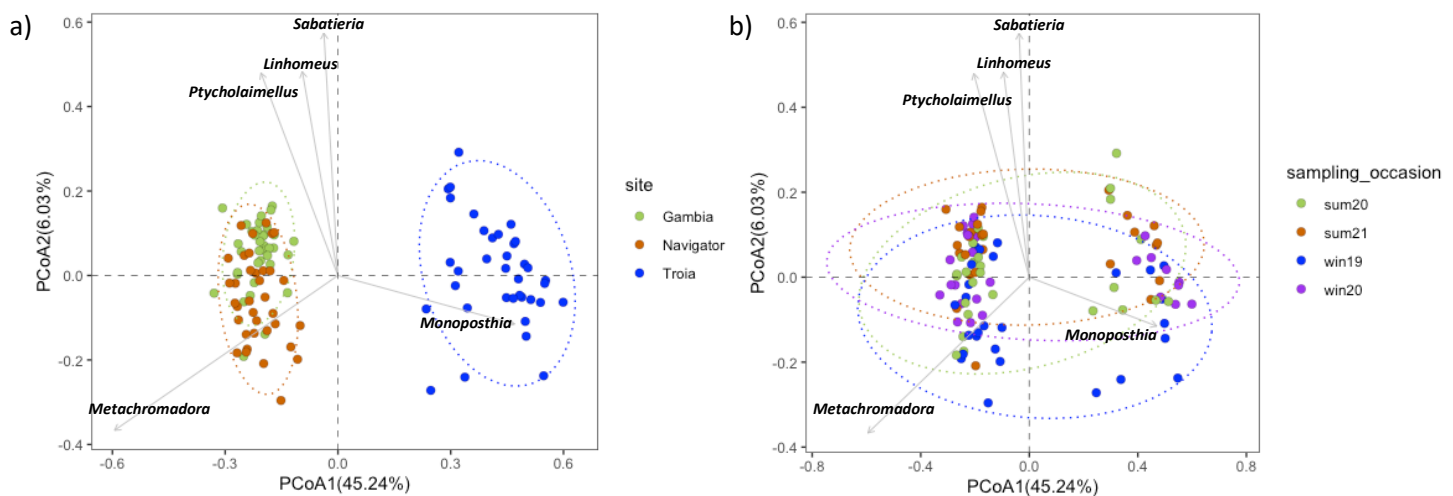 a)
0.6
0.4
0.2
0.0
-0.2
-0.4
PCoA2(6.03%)
Sabatieria
Linhomeus
Ptycholaimellus
Monoposthia
Metachromadora
-0.6
-0.3
0.0
0.3
0.6
PCoA1(45.24%)
site
Gambia
Navigator
Troia
b)
0.6
0.4
0.2
0.0
-0.2
-0.4
PCoA2(6.03%)
Sabatieria
Linhomeus
Ptycholaimellus
Monoposthia
Metachromadora
-0.8
-0.4
0.0
0.4
0.8
PCoA1(45.24%)
sampling_occasion
sum20
sum21
win19
win20